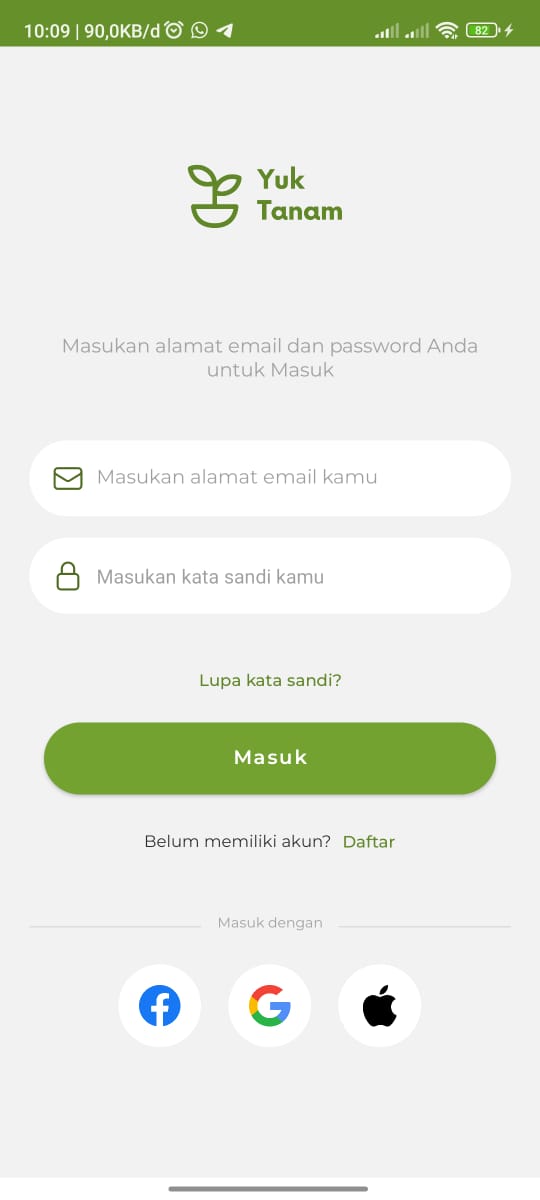 10:09 | 90,0KB/d
82
Yuk
Tanam
Masukan alamat email dan password Anda
untuk Masuk
Masukan alamat email kamu
Masukan kata sandi kamu
Lupa kata sandi?
Masuk
Belum memiliki akun? Daftar
Masuk dengan